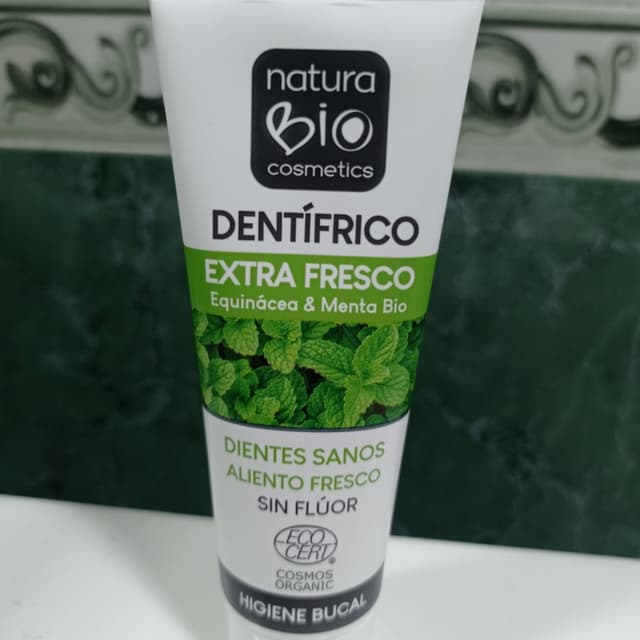 natura
Bio
cosmetics
DENTÍFRICO
EXTRA FRESCO
Equinácea & Menta Bio
DIENTES SANOS
ALIENTO FRESCO
SIN FLÚOR
ECO
CERT
®
COSMOS
ORGANIC
HIGIENE BUCAL